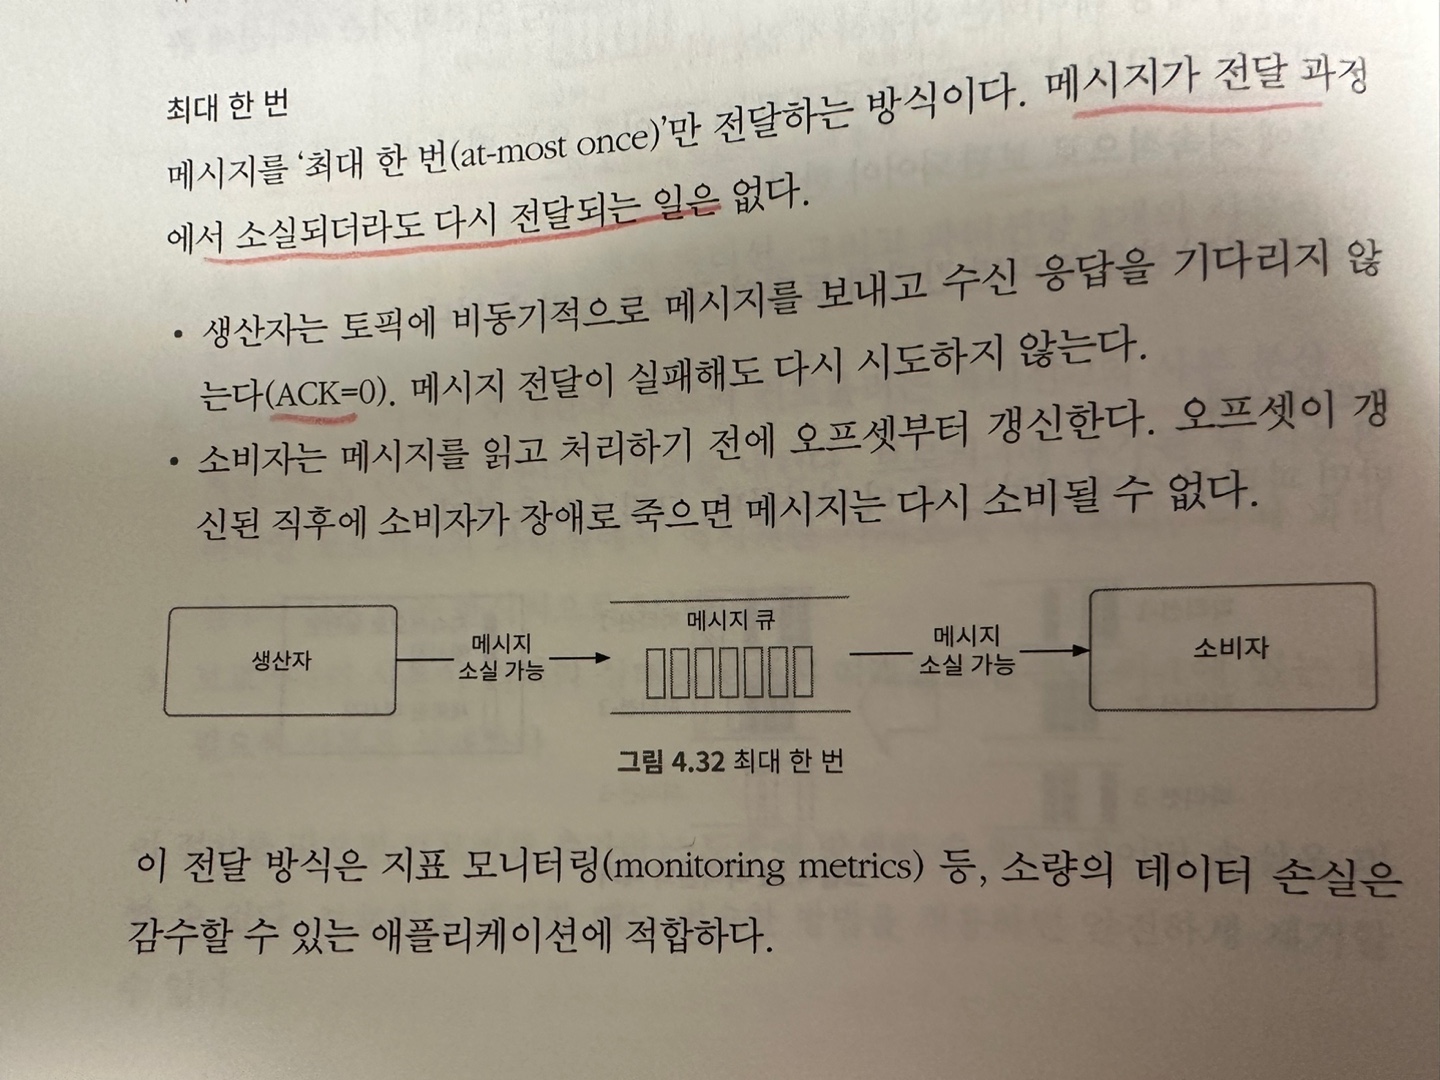 최대 한 번
메시지를 ‘최대 한 번(at-most once)’만 전달하는 방식이다. 메시지가 전달 과정
에서 소실되더라도 다시 전달되는 일은 없다.
• 생산자는 토픽에 비동기적으로 메시지를 보내고 수신 응답을 기다리지 않
는다(ACK=0). 메시지 전달이 실패해도 다시 시도하지 않는다.
• 소비자는 메시지를 읽고 처리하기 전에 오프셋부터 갱신한다. 오프셋이 갱
신된 직후에 소비자가 장애로 죽으면 메시지는 다시 소비될 수 없다.
생산자
메시지
소실 가능
메시지 큐
메시지
소실 가능
소비자
그림 4.32 최대 한 번
이 전달 방식은 지표 모니터링(monitoring metrics) 등, 소량의 데이터 손실은
감수할 수 있는 애플리케이션에 적합하다.